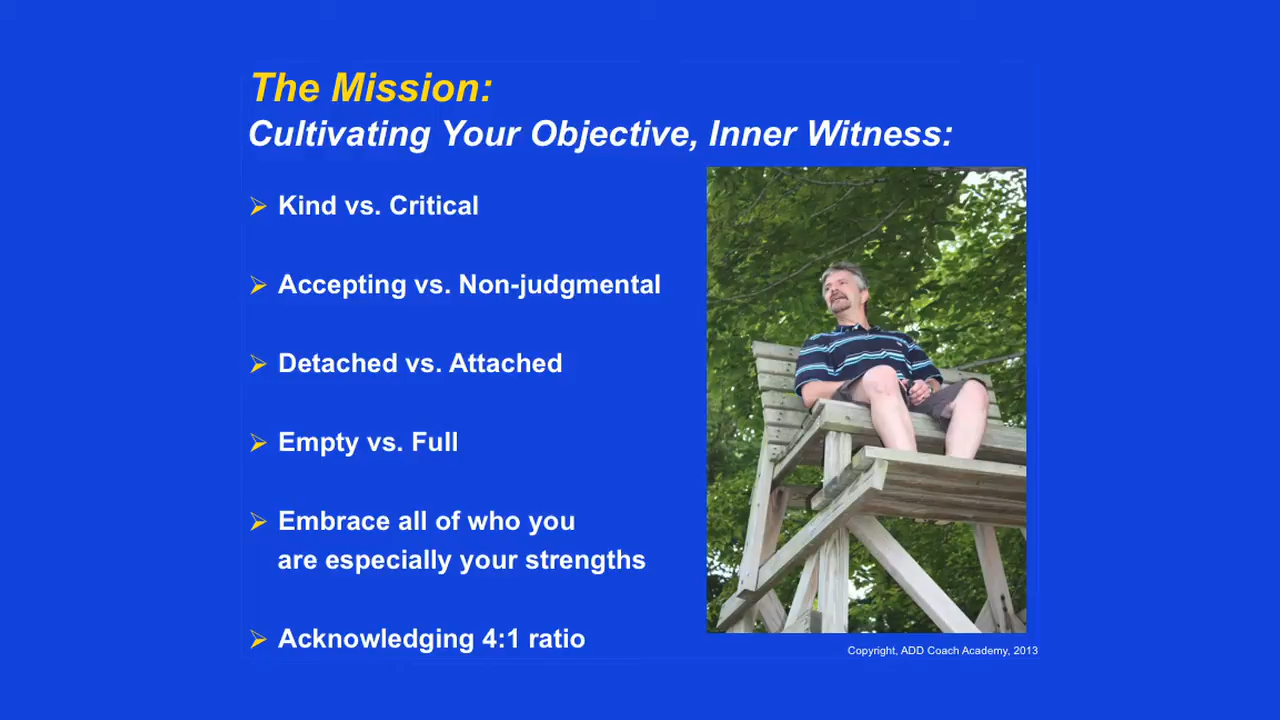 The Mission:
Cultivating Your Objective, Inner Witness:
Kind vs. Critical
Accepting vs. Non-judgmental
Detached vs. Attached
Empty vs. Full
Embrace all of who you
are especially your strengths
Acknowledging 4:1 ratio
Copyright, ADD Coach Academy, 2013